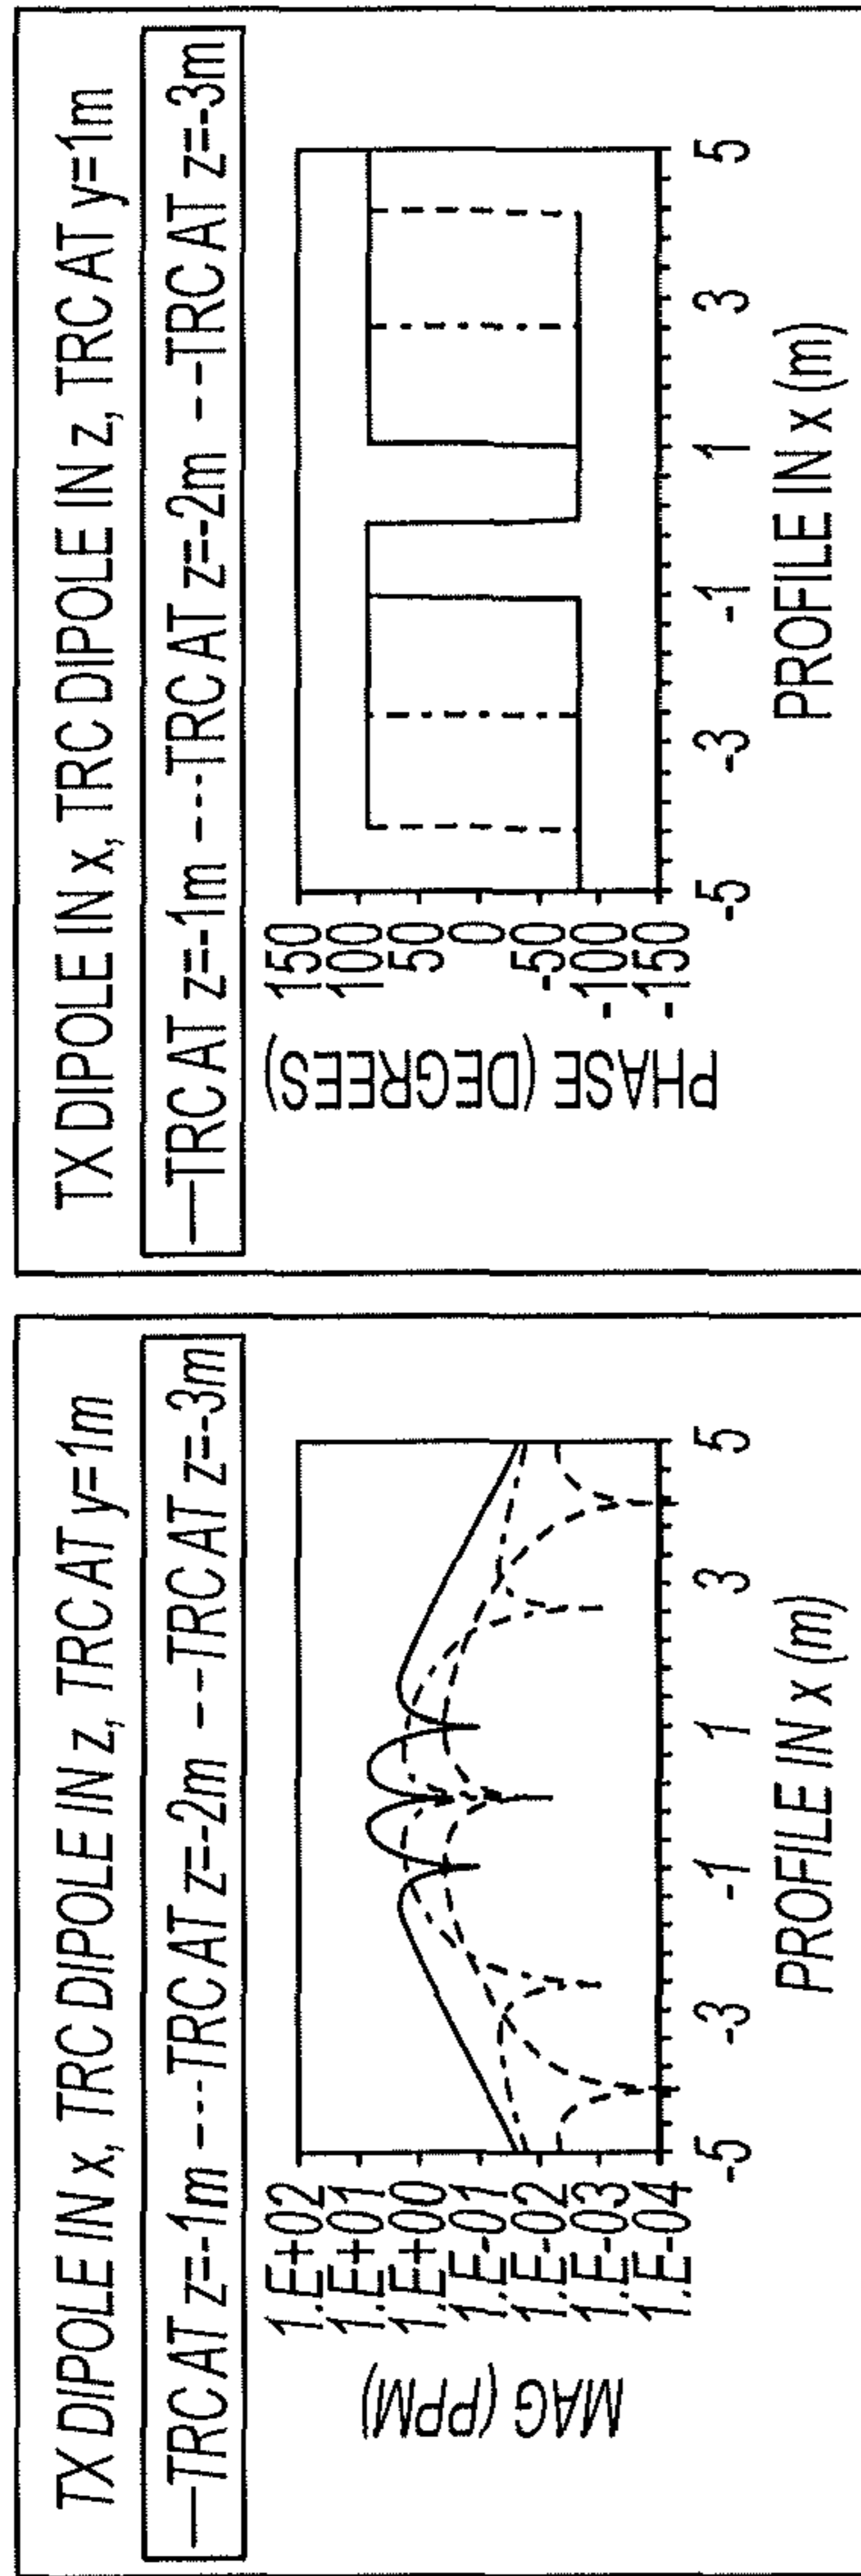 TX DIPOLE IN x, TRC DIPOLE IN z, TRC AT y=1m
—TRC AT z=-1m ---TRC AT z=-2m --TRC AT z=-3m
MAG (PPM)
1.E+02
1.E+01
1.E+00
1.E-01
1.E-02
1.E-03
1.E-04
-5 -3 -1 1 3 5
PROFILE IN x (m)
TX DIPOLE IN x, TRC DIPOLE IN z, TRC AT y=1m
—TRC AT z=-1m ---TRC AT z=-2m --TRC AT z=-3m
PHASE (DEGREES)
150
100
50
0
-50
-100
-150
-5 -3 -1 1 3 5
PROFILE IN x (m)